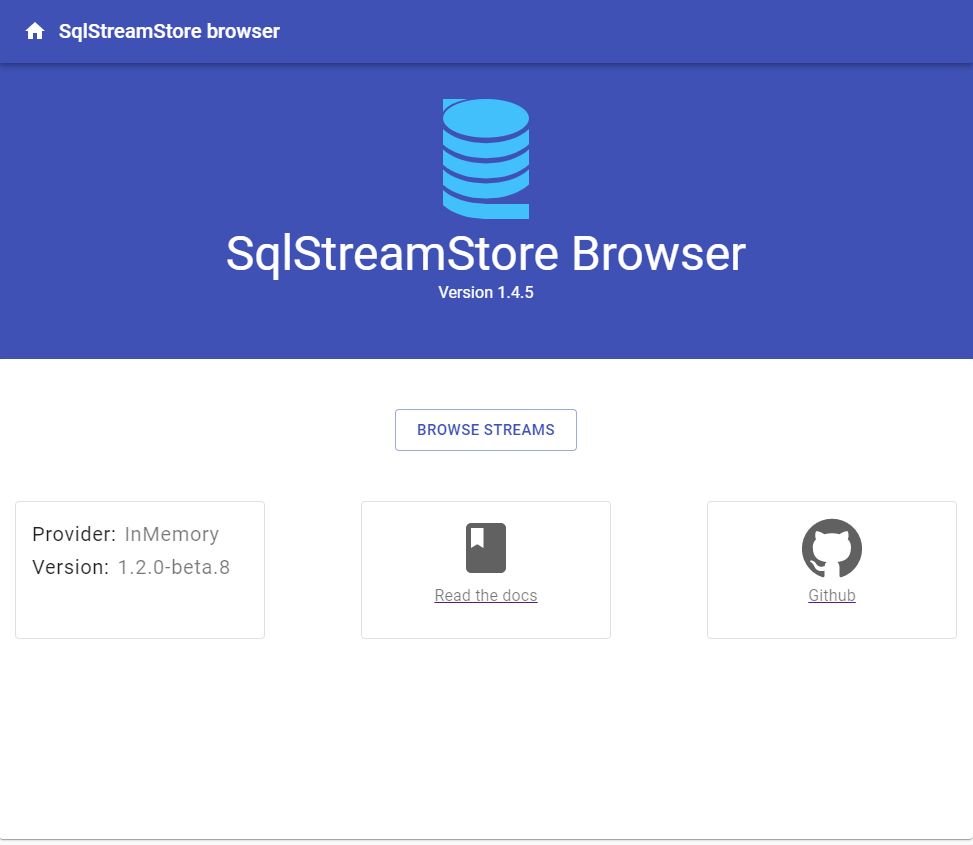 SqlStreamStore browser
SqlStreamStore Browser
Version 1.4.5
BROWSE STREAMS
Provider: InMemory
Version: 1.2.0-beta.8
Read the docs
Github